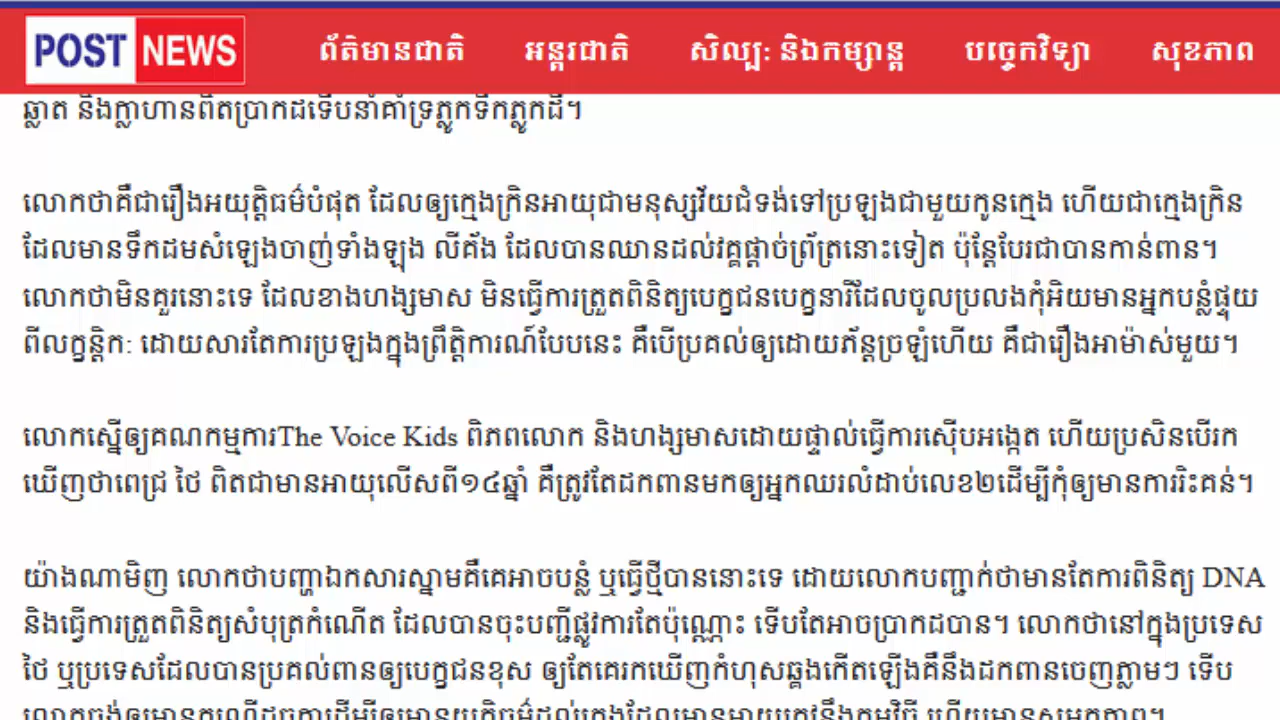 POST NEWS ព័ត៌មានជាតិ អន្តរជាតិ សិល្បៈ និងកម្សាន្ត បច្ចេកវិទ្យា សុខភាព
ឆ្លាត និងក្លាហានពិតប្រាកដទើបនាំគាំទ្រភ្លូកទឹកភ្លូកដី។
លោកថាគឺជារឿងអយុត្តិធម៌បំផុត ដែលឲ្យក្មេងក្រិនអាយុជាមនុស្សវ័យជំទង់ទៅប្រឡងជាមួយកូនក្មេង ហើយជាក្មេងក្រិន
ដែលមានទឹកដមសំឡេងចាញ់ទាំងឡុង លីគ័ង ដែលបានឈានដល់វគ្គផ្ដាច់ព្រ័ត្រនោះទៀត ប៉ុន្តែបែរជាបានកាន់ពាន។
លោកថាមិនគួរនោះទេ ដែលខាងហង្សមាស មិនធ្វើការត្រួតពិនិត្យបេក្ខជនបេក្ខនារីដែលចូលប្រលងកុំអិយមានអ្នកបន្លំផ្ទុយ
ពីលក្ខន្តិកៈ ដោយសារតែការប្រឡងក្នុងព្រឹត្តិការណ៍បែបនេះ គឺបើប្រគល់ឲ្យដោយភ័ន្តច្រឡំហើយ គឺជារឿងអាម៉ាស់មួយ។
លោកស្នើឲ្យគណកម្មការThe Voice Kids ពិភពលោក និងហង្សមាសដោយផ្ទាល់ធ្វើការស៊ើបអង្កេត ហើយប្រសិនបើរក
ឃើញថាពេជ្រ ថៃ ពិតជាមានអាយុលើសពី១៤ឆ្នាំ គឺត្រូវតែដកពានមកឲ្យអ្នកឈរលំដាប់លេខ២ដើម្បីកុំឲ្យមានការរិះគន់។
យ៉ាងណាមិញ លោកថាបញ្ហាឯកសារស្នាមគឺគេអាចបន្លំ ឬធ្វើថ្មីបាននោះទេ ដោយលោកបញ្ជាក់ថាមានតែការពិនិត្យ DNA
និងធ្វើការត្រួតពិនិត្យសំបុត្រកំណើត ដែលបានចុះបញ្ជីផ្លូវការតែប៉ុណ្ណោះ ទើបតែអាចប្រាកដបាន។ លោកថានៅក្នុងប្រទេស
ថៃ ឬប្រទេសដែលបានប្រគល់ពានឲ្យបេក្ខជនខុស ឲ្យតែគេរកឃើញកំហុសឆ្គងកើតឡើងគឺនឹងដកពានចេញភ្លាមៗ ទើប